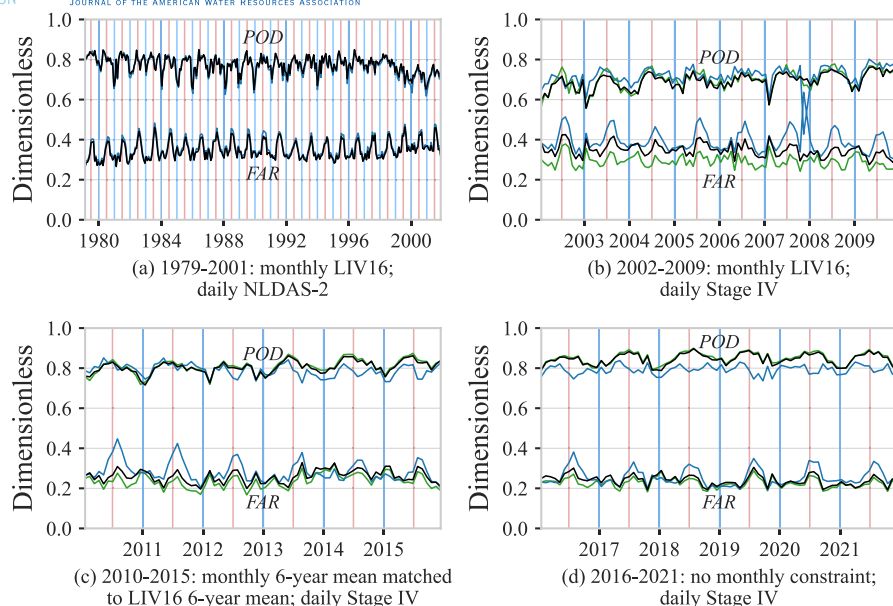 JOURNAL OF THE AMERICAN WATER RESOURCES ASSOCIATION
Dimensionless
1.0
0.8
0.6
0.4
0.2
0.0
POD
FAR
1980 1984 1988 1992 1996 2000
(a) 1979-2001: monthly LIV16;
daily NLDAS-2
Dimensionless
1.0
0.8
0.6
0.4
0.2
0.0
POD
FAR
2003 2004 2005 2006 2007 2008 2009
(b) 2002-2009: monthly LIV16;
daily Stage IV
Dimensionless
1.0
0.8
0.6
0.4
0.2
0.0
POD
FAR
2011 2012 2013 2014 2015
(c) 2010-2015: monthly 6-year mean matched
to LIV16 6-year mean; daily Stage IV
Dimensionless
1.0
0.8
0.6
0.4
0.2
0.0
POD
FAR
2017 2018 2019 2020 2021
(d) 2016-2021: no monthly constraint;
daily Stage IV